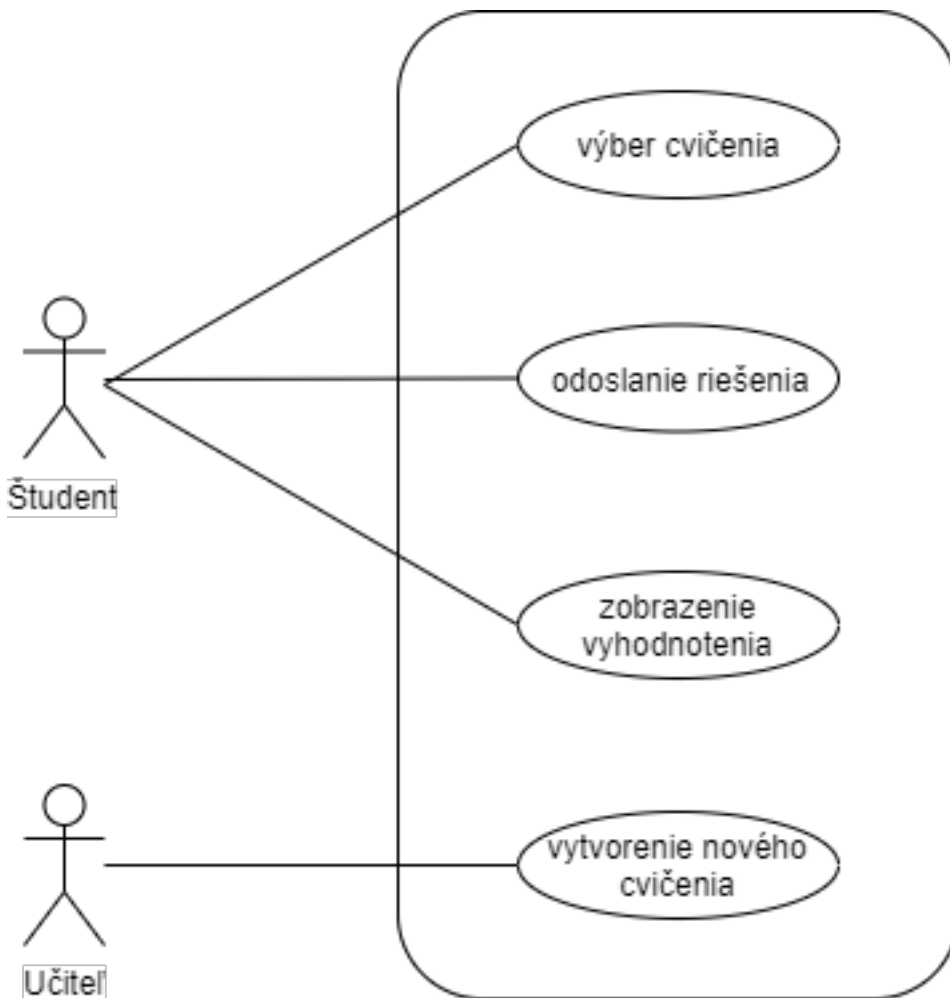 výber cvičenia
odoslanie riešenia
Študent
zobrazenie
vyhodnotenia
vytvorenie nového
cvičenia
Učiteľ